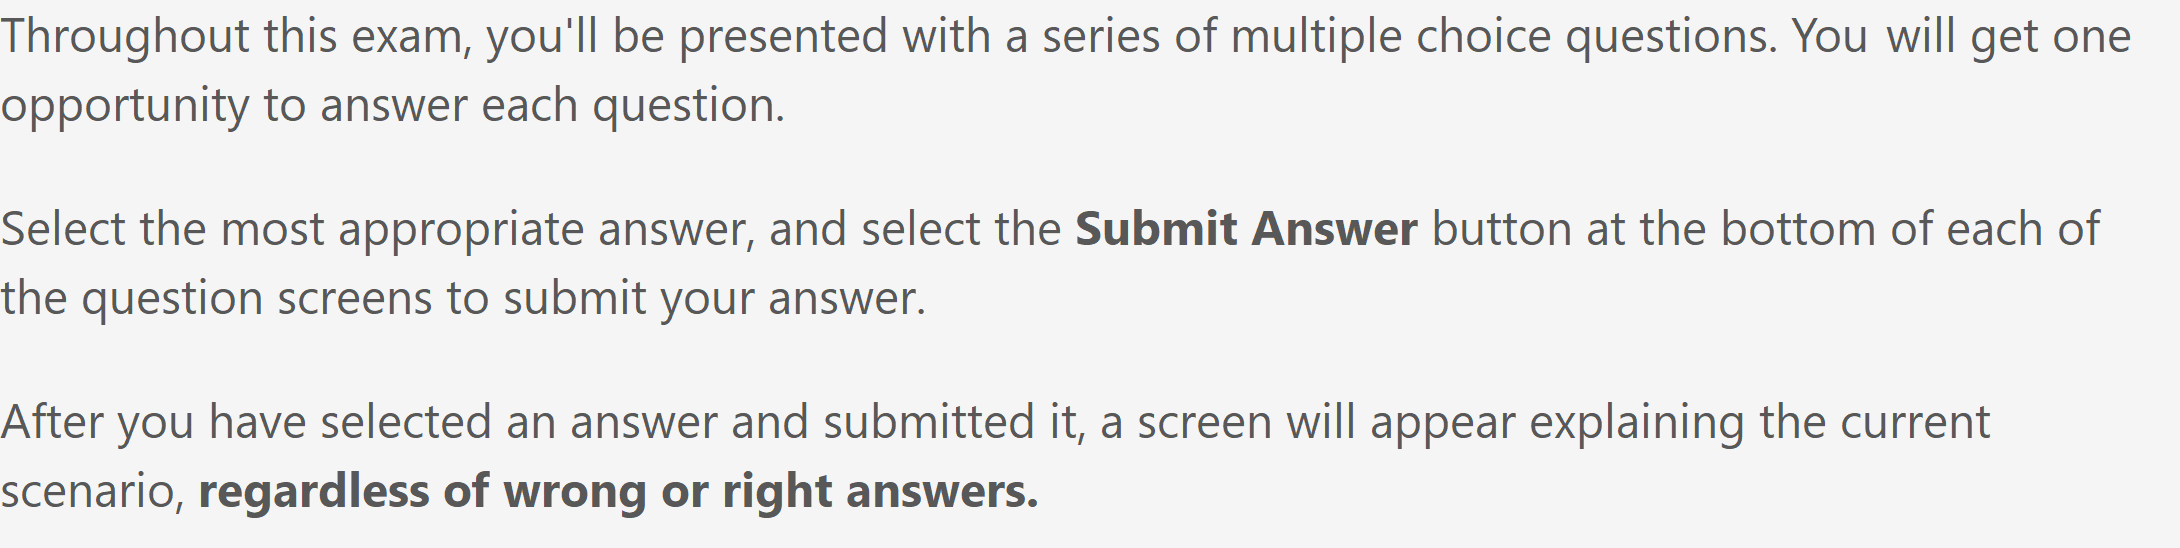 Throughout this exam, you'll be presented with a series of multiple choice questions. You will get one
opportunity to answer each question.
Select the most appropriate answer, and select the Submit Answer button at the bottom of each of
the question screens to submit your answer.
After you have selected an answer and submitted it, a screen will appear explaining the current
scenario, regardless of wrong or right answers.